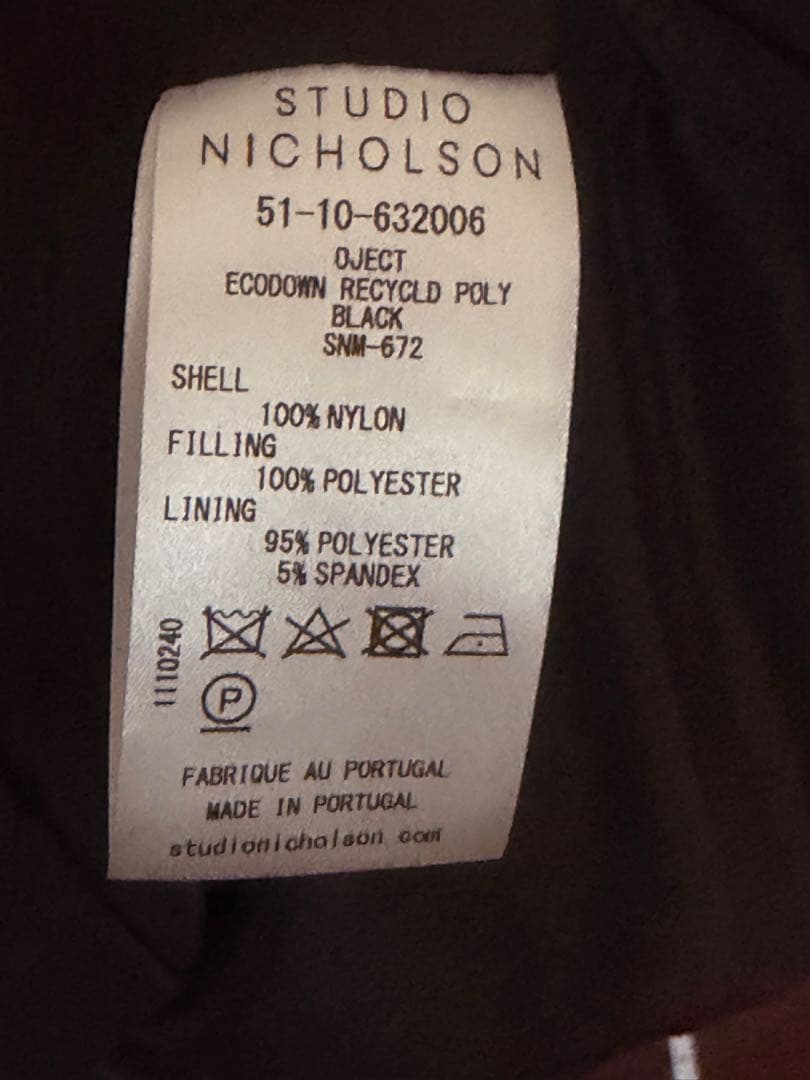 STUDIO
NICHOLSON
51-10-632006
OJECT
ECODOWN RECYCLD POLY
BLACK
SNM-672
SHELL
100% NYLON
FILLING
100% POLYESTER
LINING
95% POLYESTER
5% SPANDEX
1110240
P
FABRIQUE AU PORTUGAL
MADE IN PORTUGAL
studionicholson com